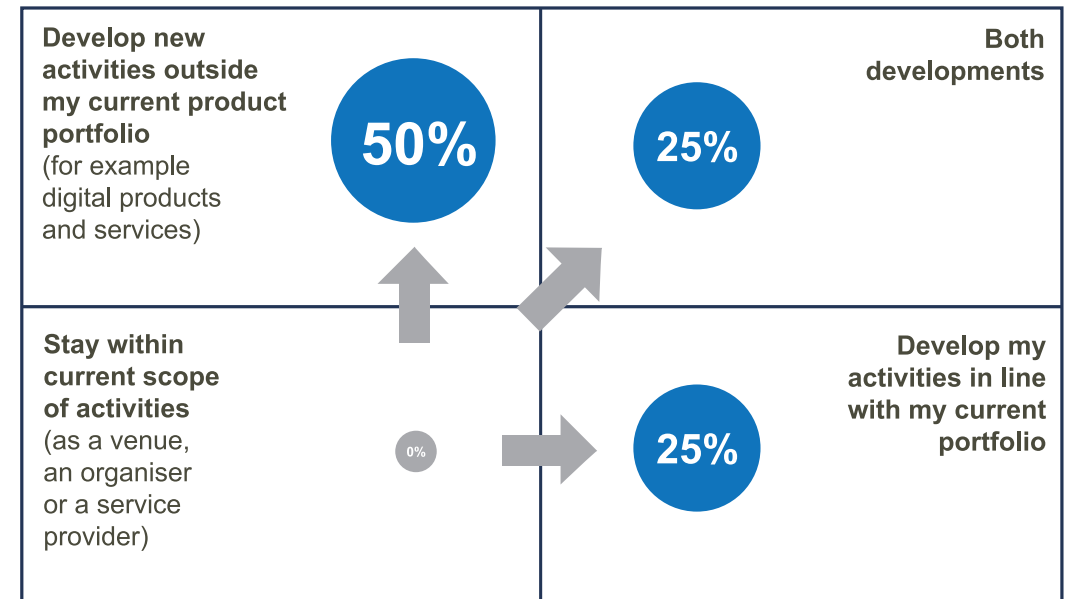 Develop new
activities outside
my current product
portfolio
(for example
digital products
and services)
50%
Both
developments
25%
Stay within
current scope
of activities
(as a venue,
an organiser
or a service
provider)
0%
Develop my
activities in line
with my current
portfolio
25%